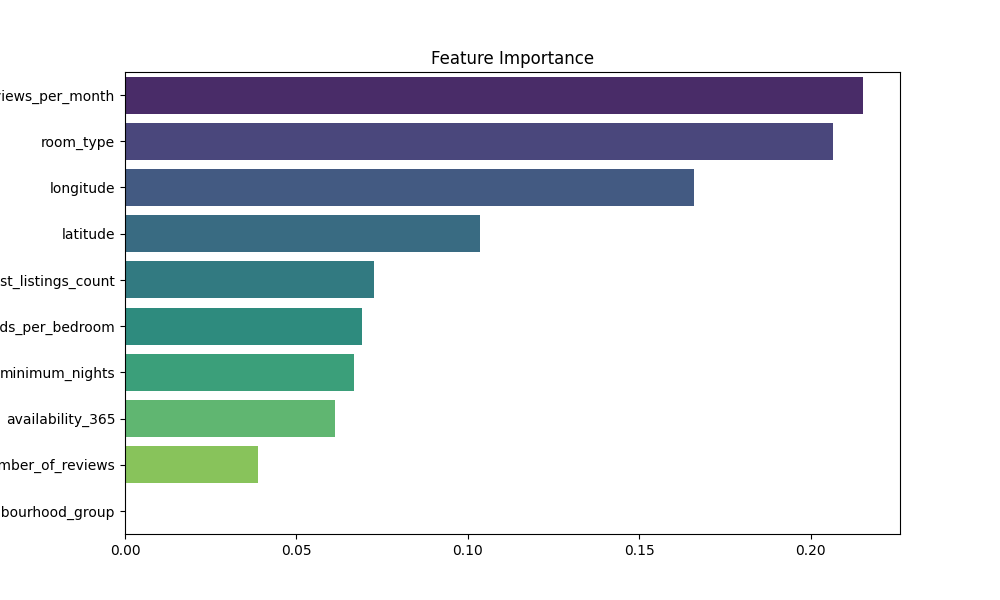 Feature Importance
iews_per_month
room_type
longitude
latitude
st_listings_count
ds_per_bedroom
minimum_nights
availability_365
mber_of_reviews
bourhood_group
0.00 0.05 0.10 0.15 0.20